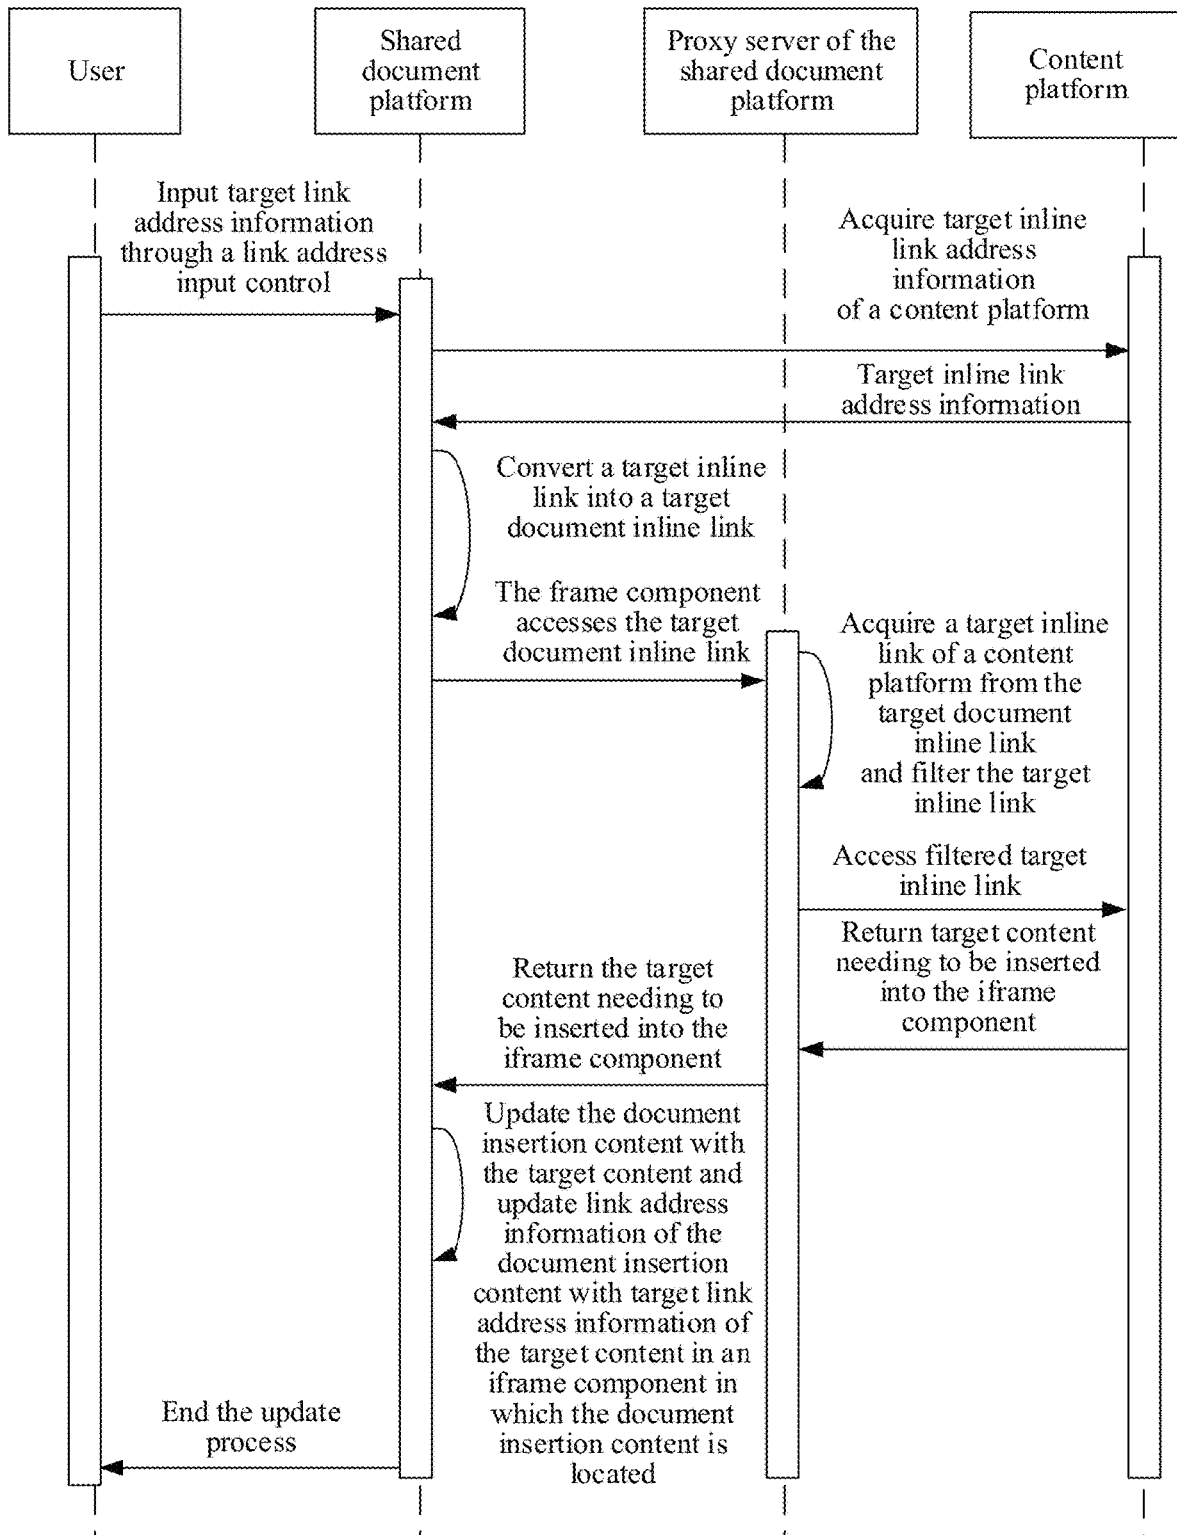 User
Shared
document
platform
Proxy server of the
shared document
platform
Content
platform
Input target link
address information
through a link address
input control
Acquire target inline
link address
information
of a content platform
Target inline link
address information
Convert a target inline
link into a target
document inline link
The frame component
accesses the target
document inline link
Acquire a target inline
link of a content
platform from the
target document
inline link
and filter the target
inline link
Access filtered target
inline link
Return target content
needing to be inserted
into the iframe
component
Return the target
content needing to
be inserted into the
iframe component
Update the document
insertion content with
the target content and
update link address
information of the
document insertion
content with target link
address information of
the target content in an
iframe component in
which the document
insertion content is
located
End the update
process